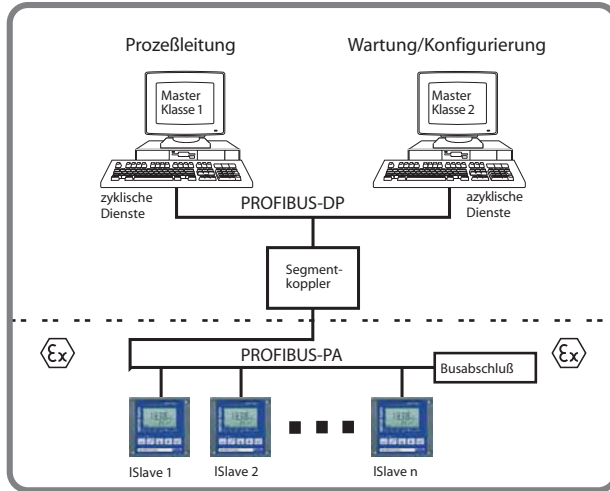 Prozeßleitung
Wartung/Konfigurierung
Master
Klasse 1
Master
Klasse 2
zyklische
Dienste
PROFIBUS-DP
azyklische
Dienste
Segment-
koppler
Ex
Ex
PROFIBUS-PA
Busabschluß
ISlave 1
ISlave 2
ISlave n